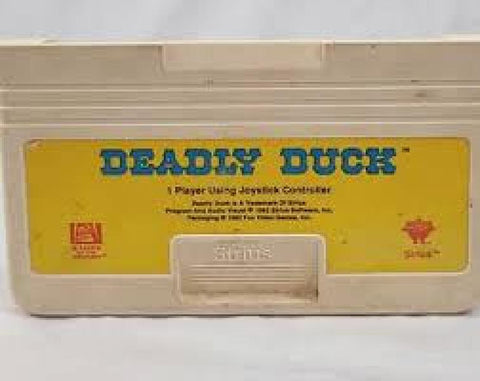 DEADLY DUCK™
1 Player Using Joystick Controller
Deadly Duck Is A Trademark Of Sirius
Program And Audio Visual © 1982 Sirius Software, Inc.
Packaging © 1982 Fox Video Games, Inc.
Sirius™
Sirius